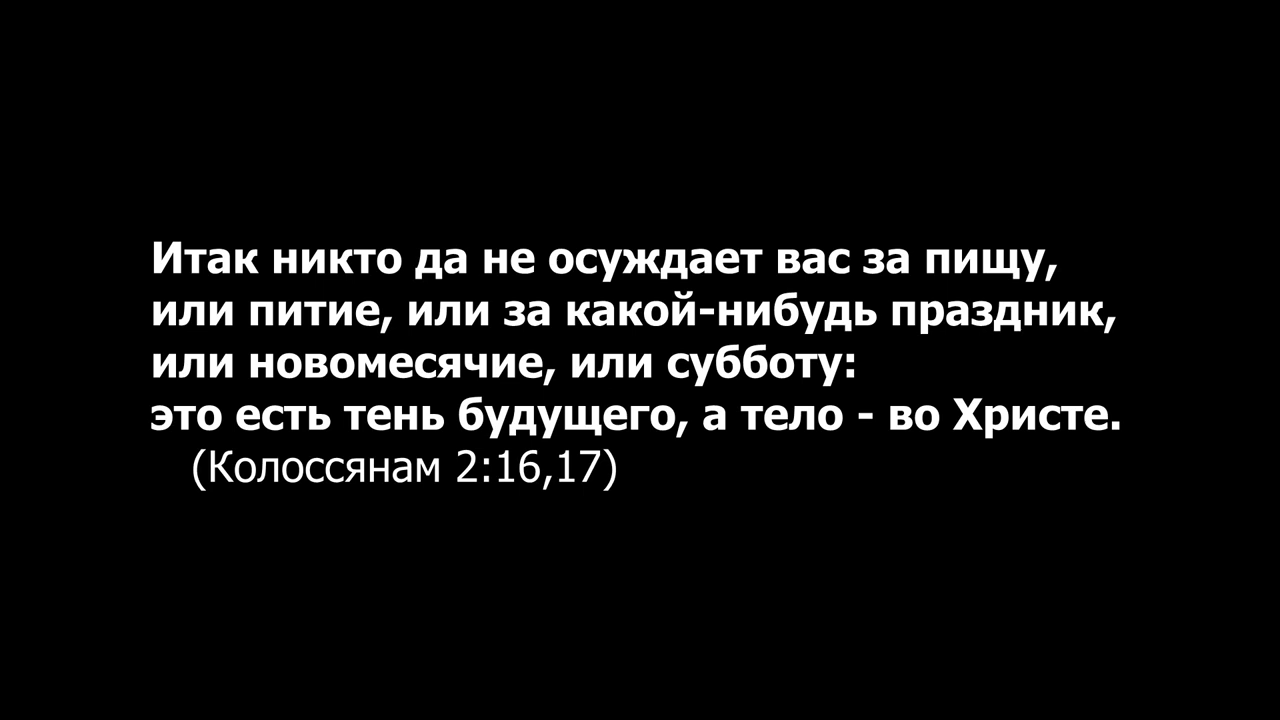 Итак никто да не осуждает вас за пищу,
или питие, или за какой-нибудь праздник,
или новомесячие, или субботу:
это есть тень будущего, а тело - во Христе.
(Колоссянам 2:16,17)